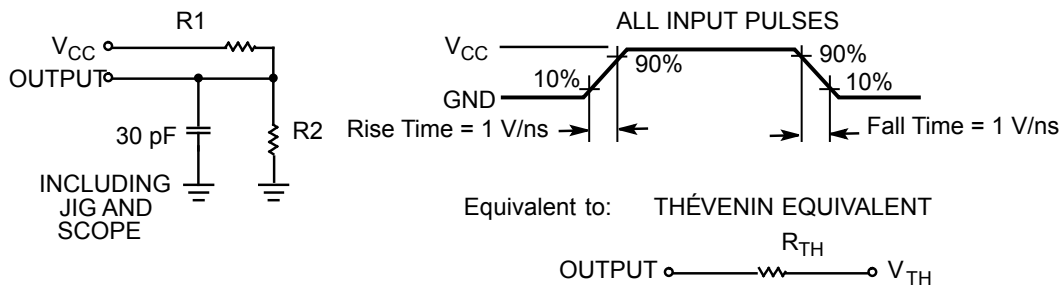 R1
VCC
OUTPUT
30 pF
R2
INCLUDING
JIG AND
SCOPE
ALL INPUT PULSES
VCC
10%
90%
90%
10%
GND
Rise Time = 1 V/ns
Fall Time = 1 V/ns
Equivalent to: THÉVENIN EQUIVALENT
RTH
OUTPUT
VTH